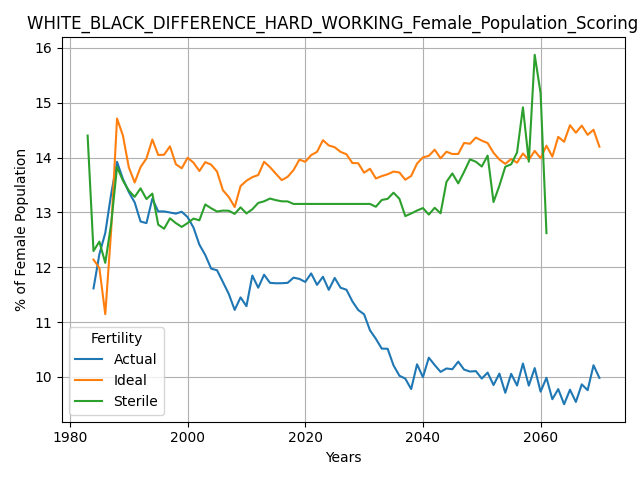 WHITE_BLACK_DIFFERENCE_HARD_WORKING_Female_Population_Scoring
16
15
14
13
12
11
10
% of Female Population
Fertility
Actual
Ideal
Sterile
1980
2000
2020
2040
2060
Years